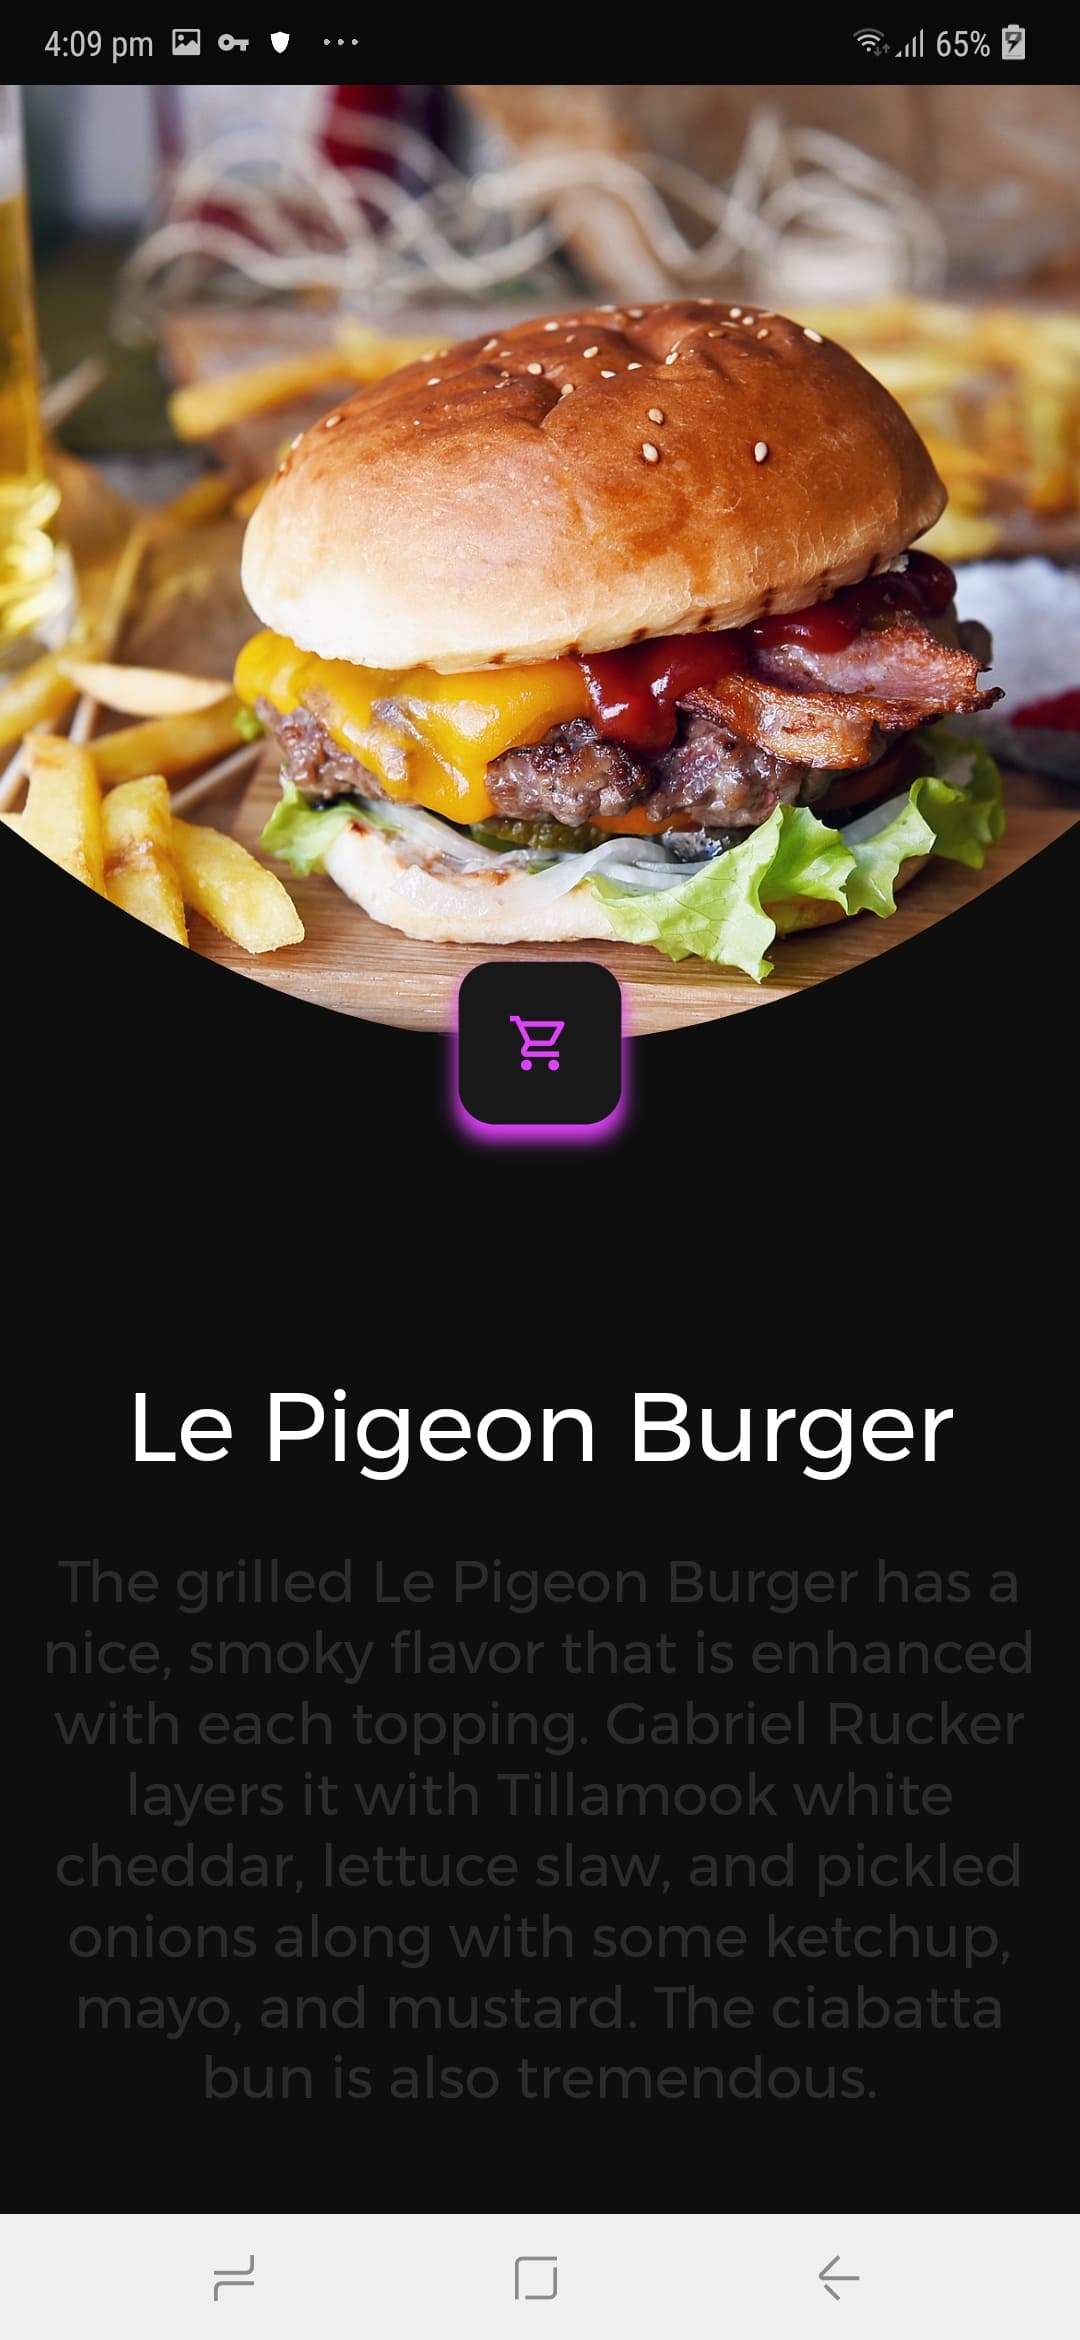 4:09 pm
65%
Le Pigeon Burger
The grilled Le Pigeon Burger has a
nice, smoky flavor that is enhanced
with each topping. Gabriel Rucker
layers it with Tillamook white
cheddar, lettuce slaw, and pickled
onions along with some ketchup,
mayo, and mustard. The ciabatta
bun is also tremendous.